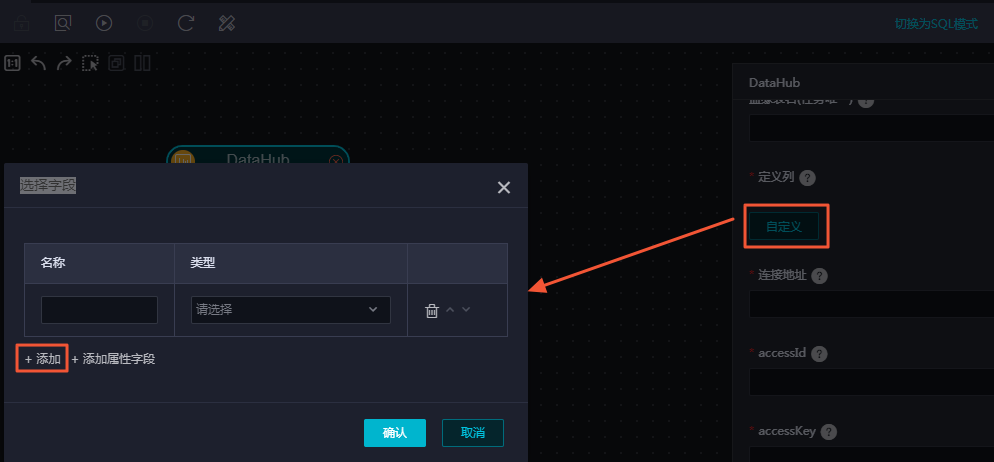 切换为SQL模式
1:1
DataHub
DataHub
定义列 ?
自定义
连接地址 ?
accessId ?
accessKey ?
选择字段
名称 类型
请选择
+ 添加 + 添加属性字段
确认 取消